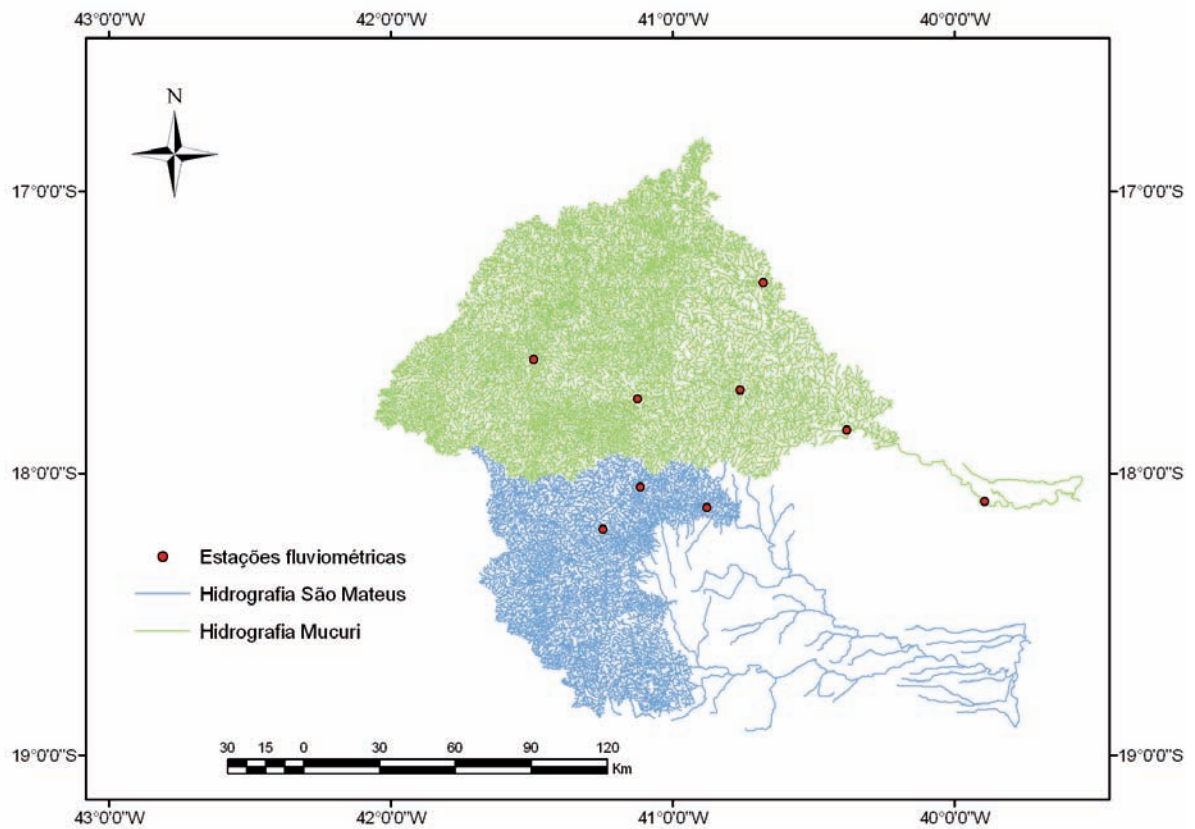 43°0'0"W 42°0'0"W 41°0'0"W 40°0'0"W
N
17°0'0"S 17°0'0"S
18°0'0"S 18°0'0"S
Estações fluviométricas
Hidrografia São Mateus
Hidrografia Mucuri
30 15 0 30 60 90 120
Km
19°0'0"S 19°0'0"S
43°0'0"W 42°0'0"W 41°0'0"W 40°0'0"W